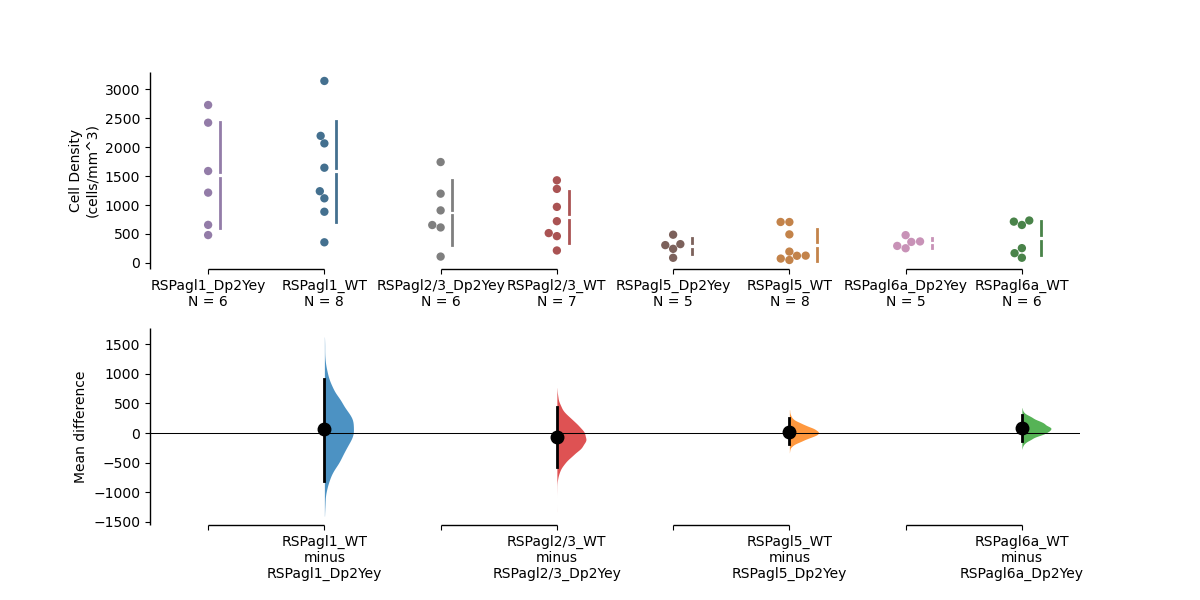 Cell Density
(cells/mm^3)
3000
2500
2000
1500
1000
500
0
RSPagl1_Dp2Yey
N = 6
RSPagl1_WT
N = 8
RSPagl2/3_Dp2Yey
N = 6
RSPagl2/3_WT
N = 7
RSPagl5_Dp2Yey
N = 5
RSPagl5_WT
N = 8
RSPagl6a_Dp2Yey
N = 5
RSPagl6a_WT
N = 6
Mean difference
1500
1000
500
0
−500
−1000
−1500
RSPagl1_WT
minus
RSPagl1_Dp2Yey
RSPagl2/3_WT
minus
RSPagl2/3_Dp2Yey
RSPagl5_WT
minus
RSPagl5_Dp2Yey
RSPagl6a_WT
minus
RSPagl6a_Dp2Yey